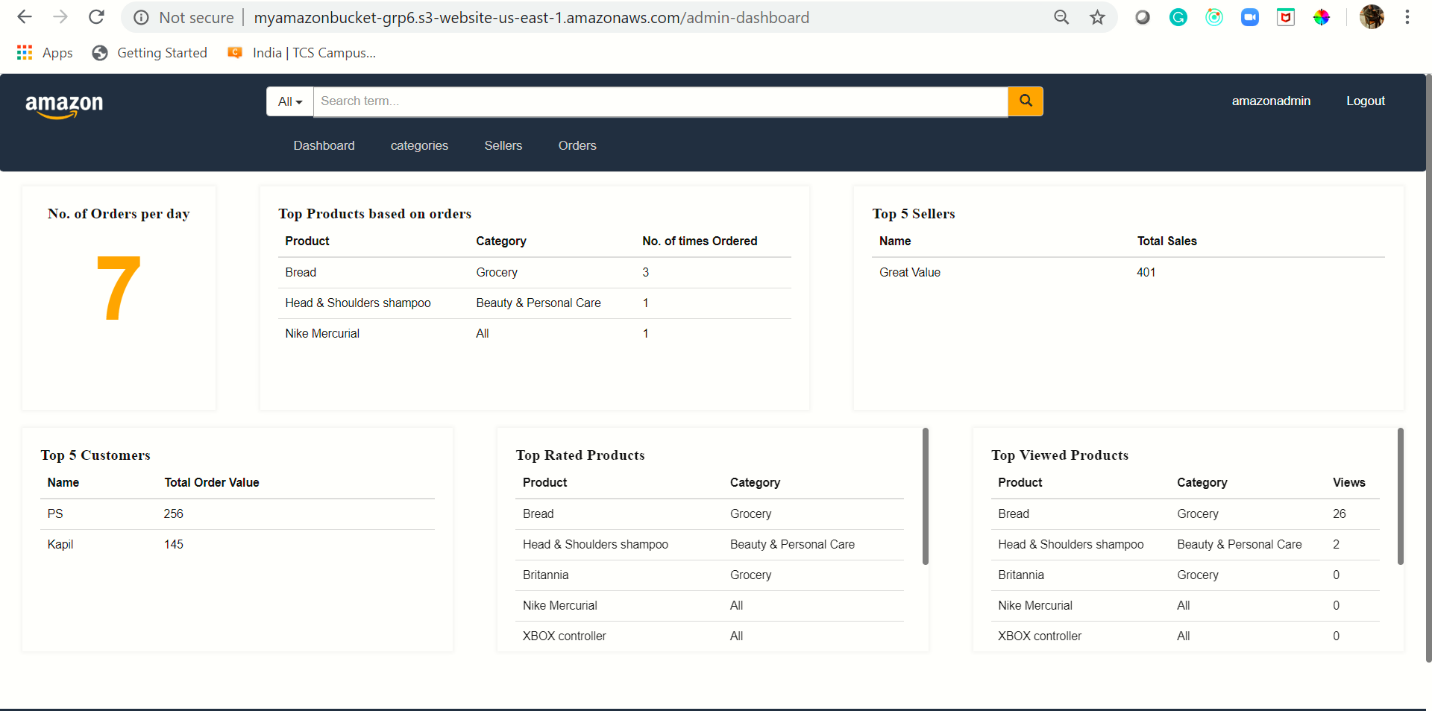 Not secure | myamazonbucket-grp6.s3-website-us-east-1.amazonaws.com/admin-dashboard
Apps Getting Started India | TCS Campus...
amazon All Search term... amazonadmin Logout
Dashboard categories Sellers Orders
No. of Orders per day
7
Top Products based on orders
Product Category No. of times Ordered
Bread Grocery 3
Head & Shoulders shampoo Beauty & Personal Care 1
Nike Mercurial All 1
Top 5 Sellers
Name Total Sales
Great Value 401
Top 5 Customers
Name Total Order Value
PS 256
Kapil 145
Top Rated Products
Product Category
Bread Grocery
Head & Shoulders shampoo Beauty & Personal Care
Britannia Grocery
Nike Mercurial All
XBOX controller All
Top Viewed Products
Product Category Views
Bread Grocery 26
Head & Shoulders shampoo Beauty & Personal Care 2
Britannia Grocery 0
Nike Mercurial All 0
XBOX controller All 0